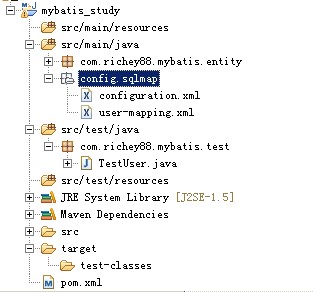 mybatis_study
src/main/resources
src/main/java
com.richey88.mybatis.entity
config.sqlmap
configuration.xml
user-mapping.xml
src/test/java
com.richey88.mybatis.test
TestUser.java
src/test/resources
JRE System Library [J2SE-1.5]
Maven Dependencies
src
target
test-classes
pom.xml